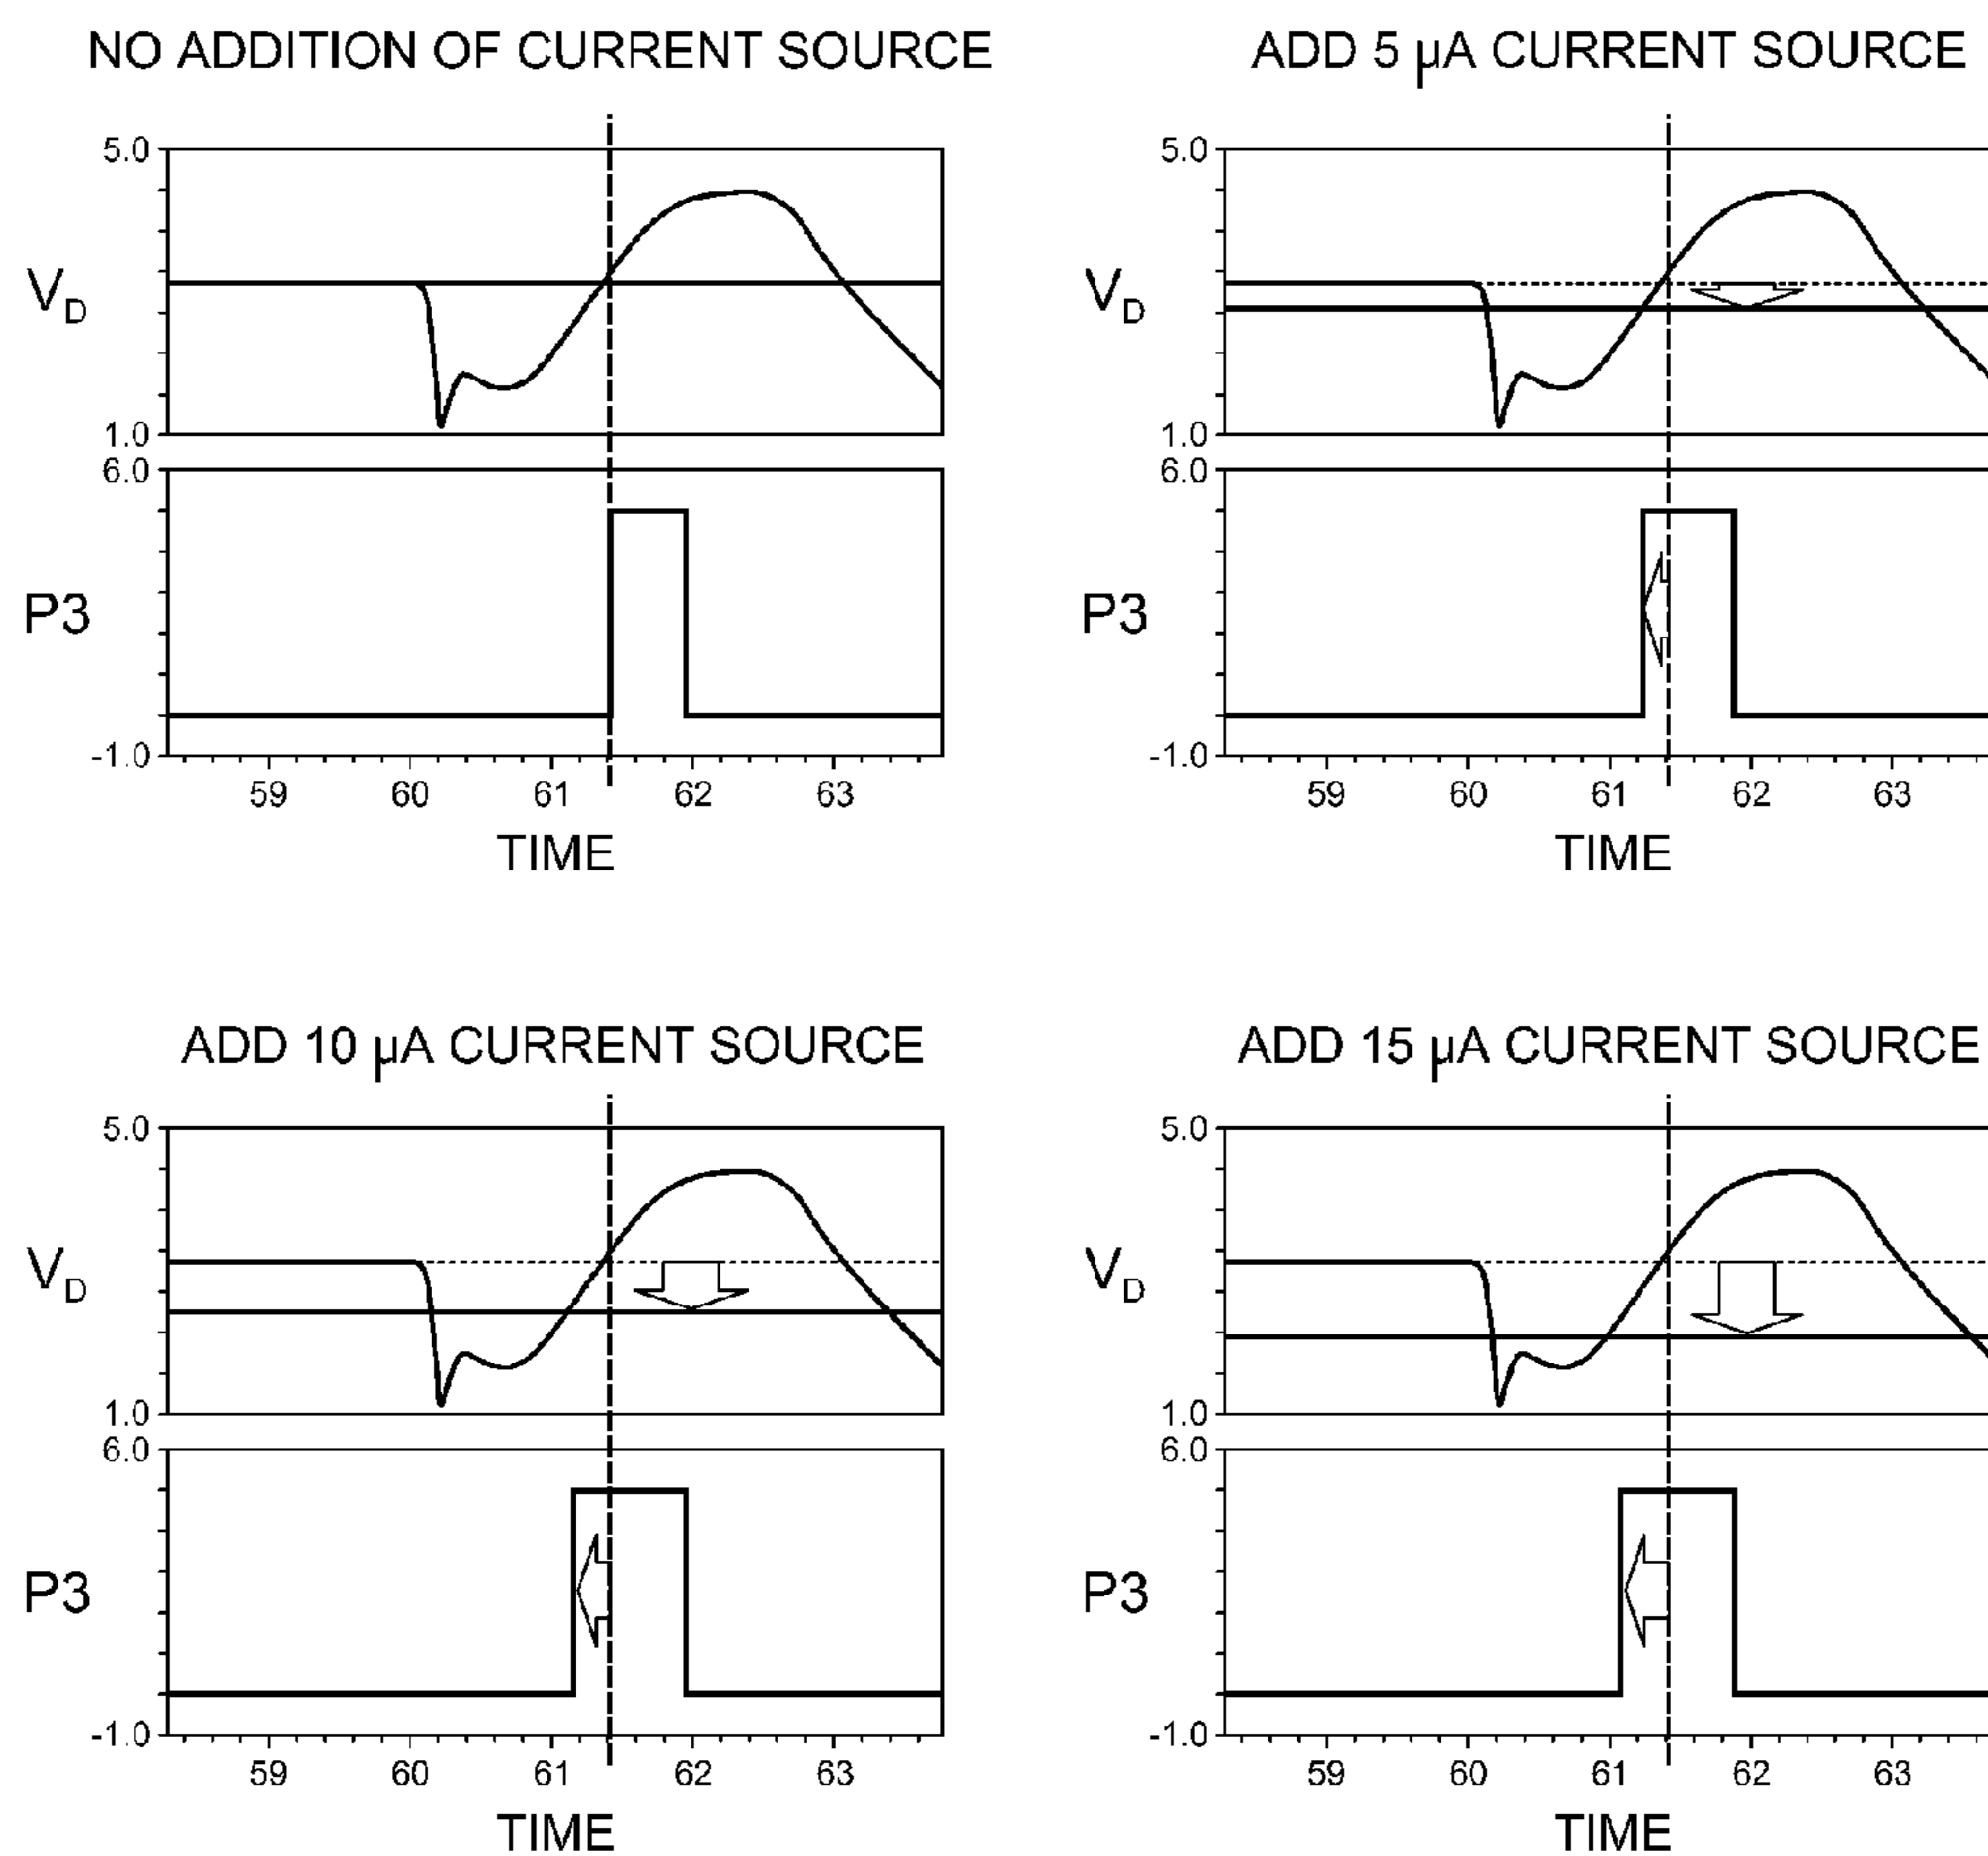 NO ADDITION OF CURRENT SOURCE
5.0
VD
1.0
6.0
P3
-1.0
59 60 61 62 63
TIME
ADD 5 µA CURRENT SOURCE
5.0
VD
1.0
6.0
P3
-1.0
59 60 61 62 63
TIME
ADD 10 µA CURRENT SOURCE
5.0
VD
1.0
6.0
P3
-1.0
59 60 61 62 63
TIME
ADD 15 µA CURRENT SOURCE
5.0
VD
1.0
6.0
P3
-1.0
59 60 61 62 63
TIME